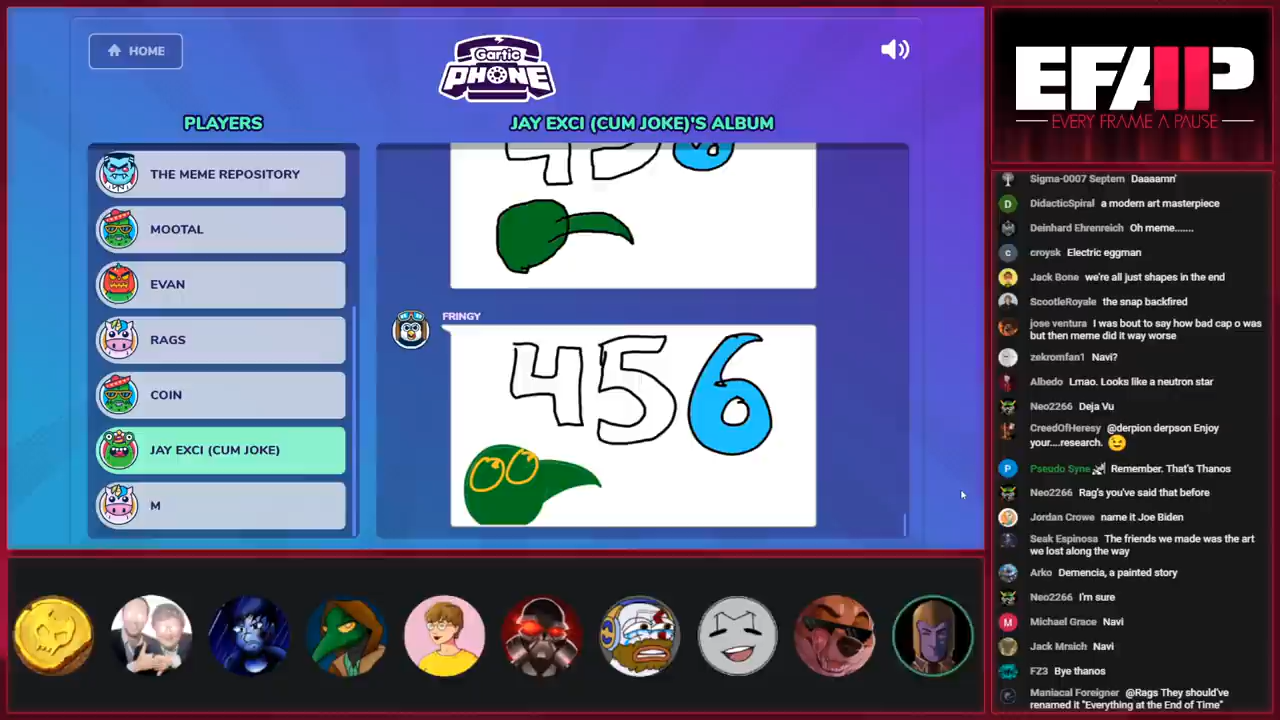 HOME
Gartic
PHONE
PLAYERS
JAY EXCI (CUM JOKE)'S ALBUM
THE MEME REPOSITORY
MOOTAL
EVAN
RAGS
COIN
JAY EXCI (CUM JOKE)
M
456
FRINGY
456
EFAP
EVERY FRAME A PAUSE
Sigma-0007 Septem Daaaamn'
D DidacticSpiral a modern art masterpiece
Deinhard Ehrenreich Oh meme.......
c croysk Electric eggman
Jack Bone we're all just shapes in the end
ScootleRoyale the snap backfired
jose ventura I was bout to say how bad cap o was
but then meme did it way worse
zekromfan1 Navi?
Albedo Lmao. Looks like a neutron star
Neo2266 Deja Vu
CreedOfHeresy @derpion derpson Enjoy
your....research. 😉
P Pseudo Syne Remember. That's Thanos
Neo2266 Rag's you've said that before
Jordan Crowe name it Joe Biden
Seak Espinosa The friends we made was the art
we lost along the way
Arko Demencia, a painted story
Neo2266 I'm sure
M Michael Grace Navi
Jack Mrnich Navi
FZ3 Bye thanos
Maniacal Foreigner @Rags They should've
renamed it "Everything at the End of Time"